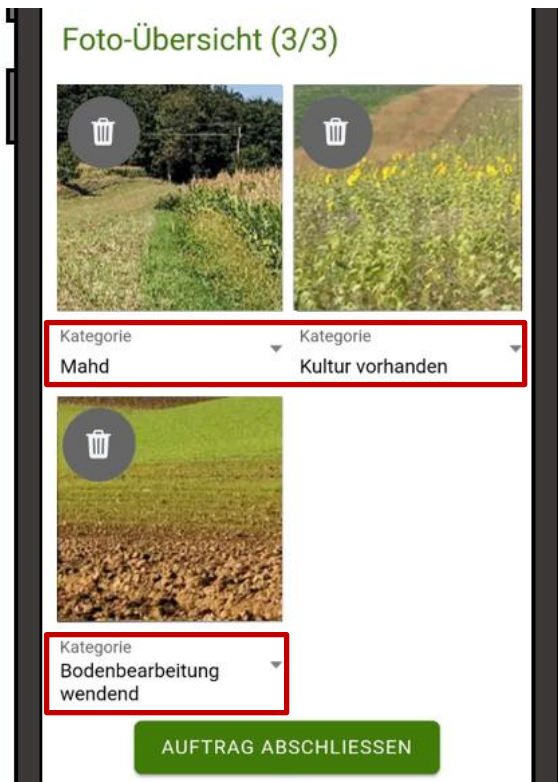 Foto-Übersicht (3/3)
Kategorie
Mahd
Kategorie
Kultur vorhanden
Kategorie
Bodenbearbeitung
wendend
AUFTRAG ABSCHLIESSEN